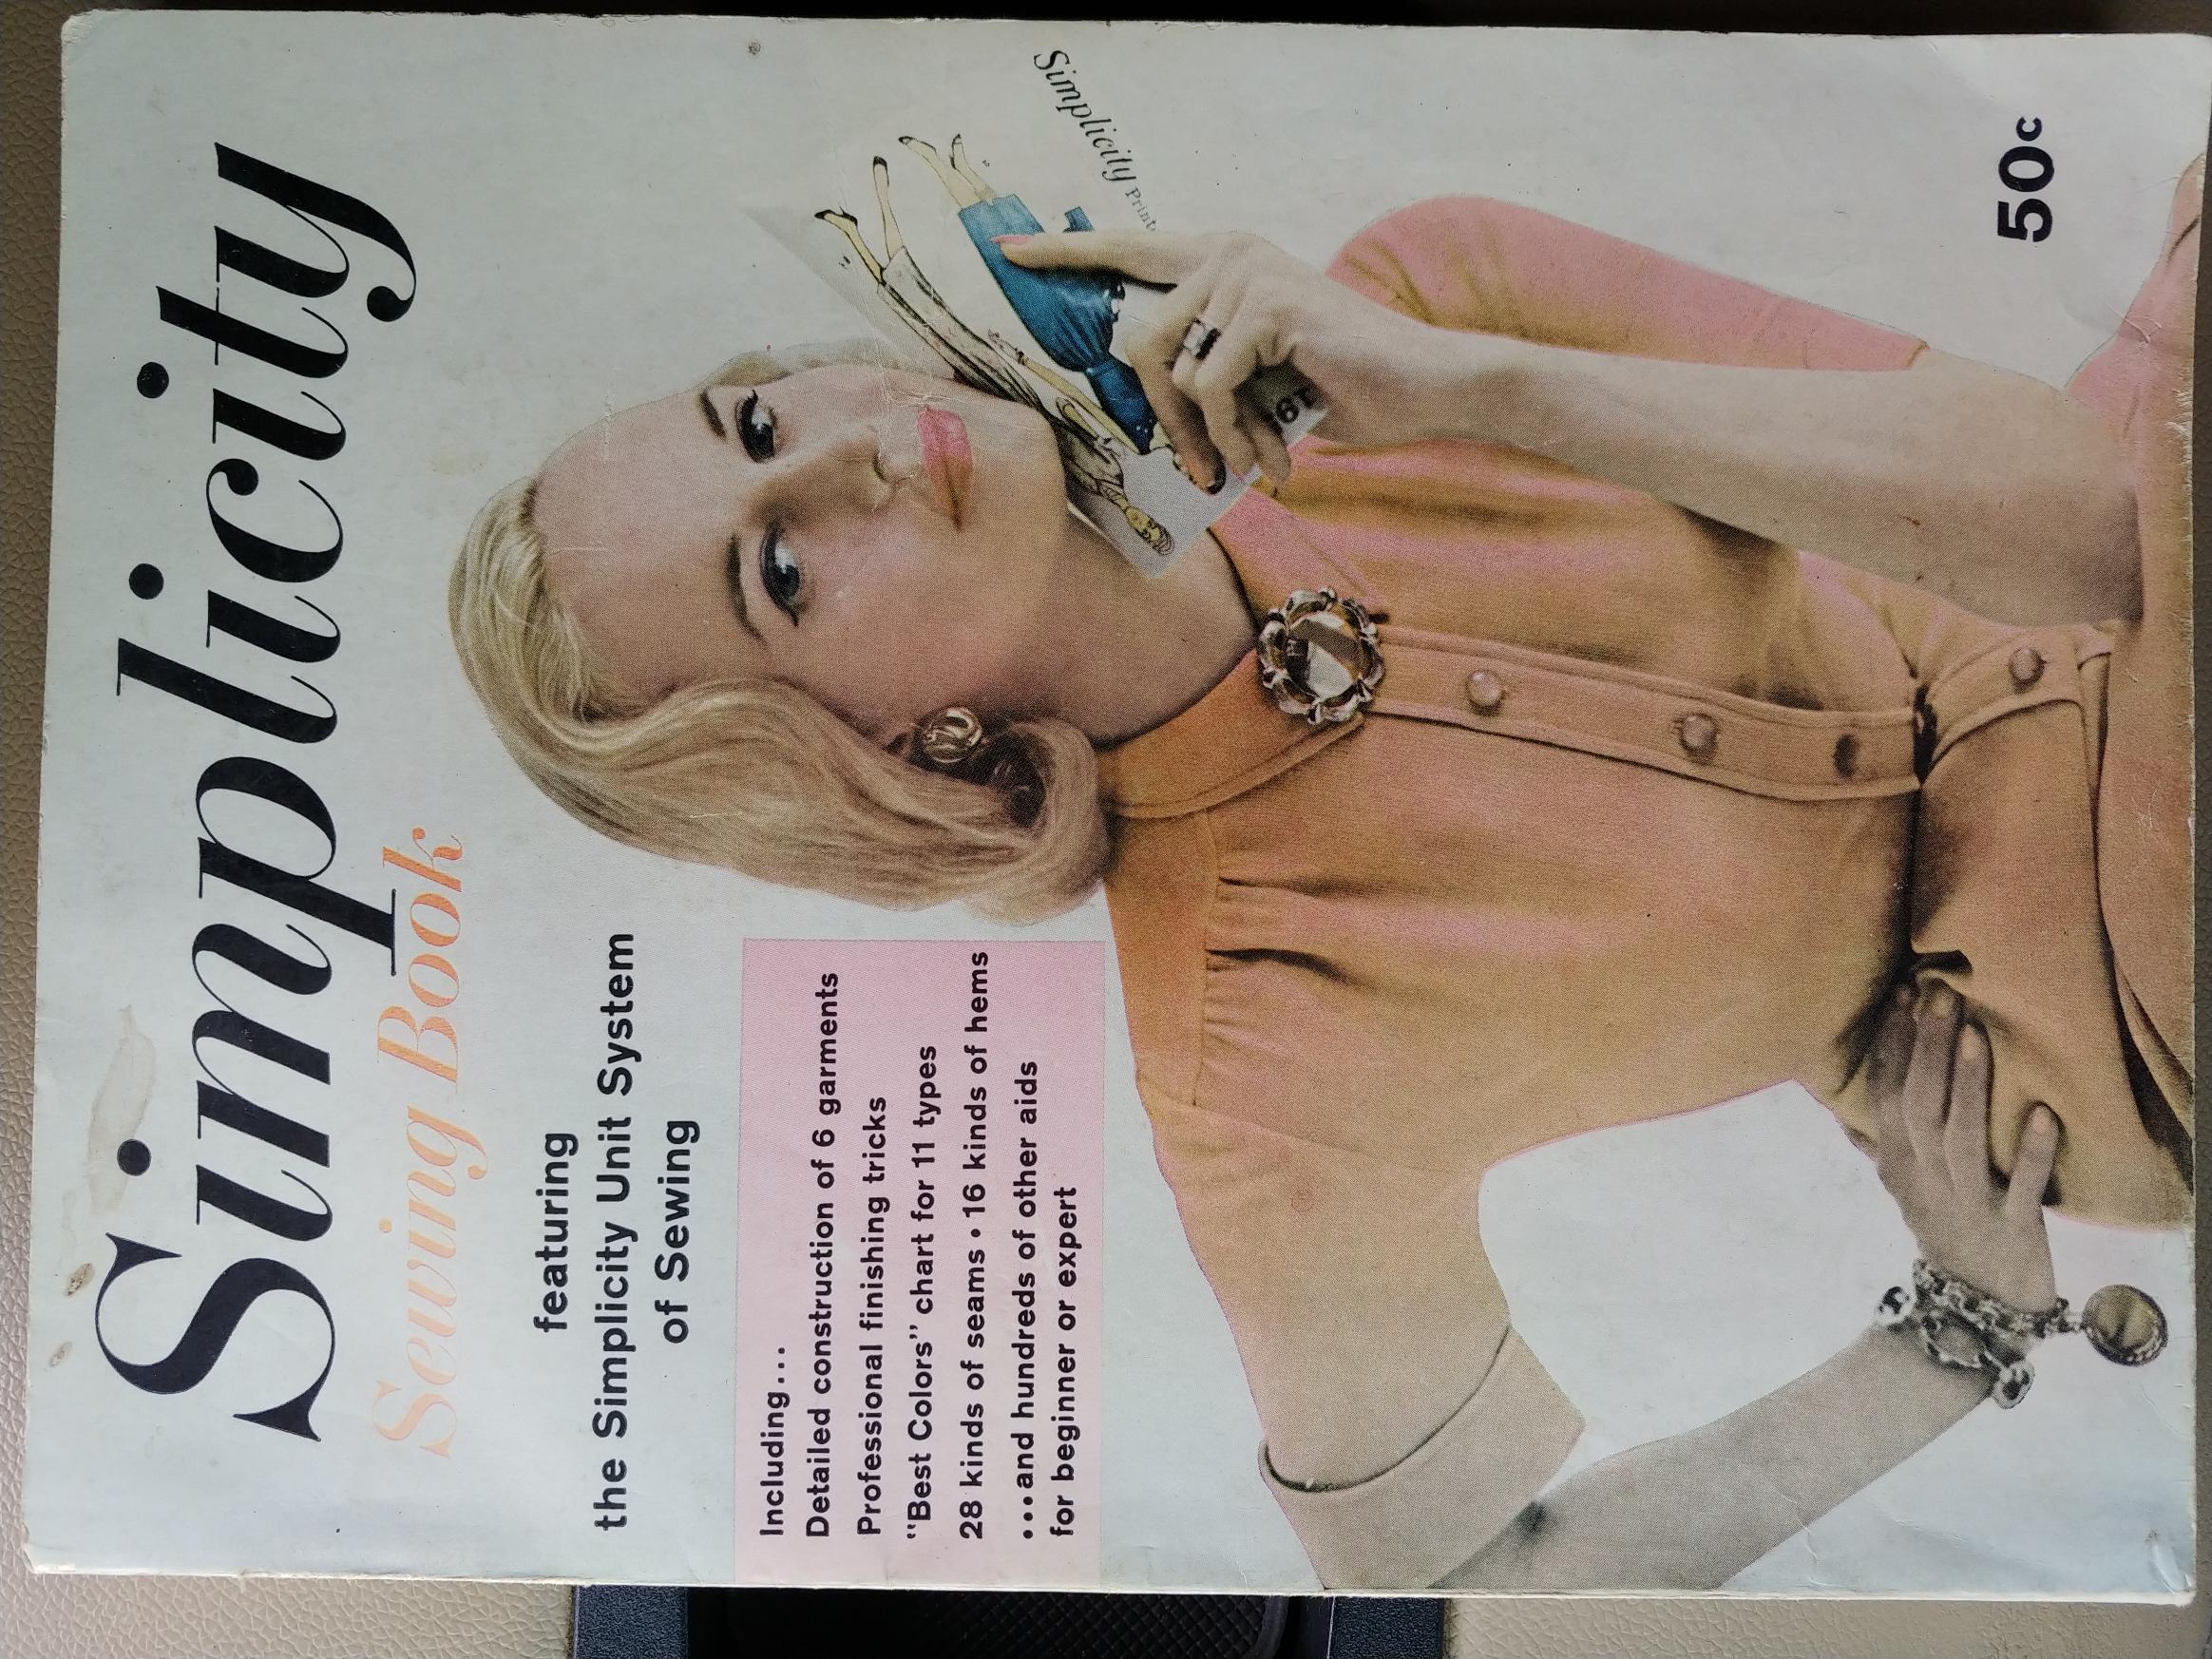 Simplicity
Sewing Book
featuring
the Simplicity Unit System
of Sewing
Including...
Detailed construction of 6 garments
Professional finishing tricks
"Best Colors" chart for 11 types
28 kinds of seams • 16 kinds of hems
...and hundreds of other aids
for beginner or expert
Simplicity
50c